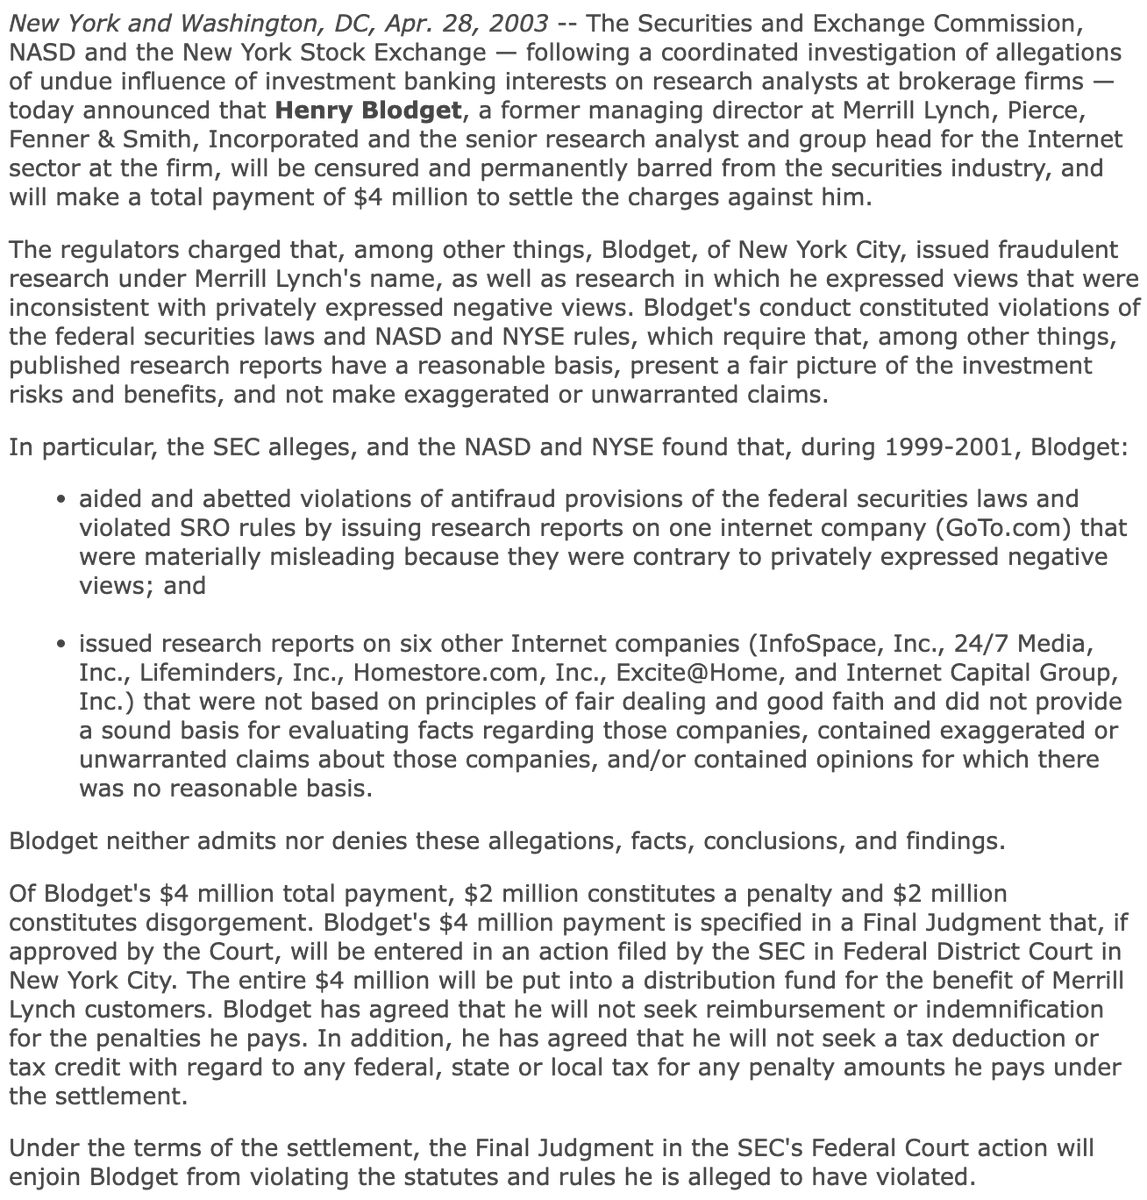 New York and Washington, DC, Apr. 28, 2003 -- The Securities and Exchange Commission,
NASD and the New York Stock Exchange — following a coordinated investigation of allegations
of undue influence of investment banking interests on research analysts at brokerage firms —
today announced that Henry Blodget, a former managing director at Merrill Lynch, Pierce,
Fenner & Smith, Incorporated and the senior research analyst and group head for the Internet
sector at the firm, will be censured and permanently barred from the securities industry, and
will make a total payment of $4 million to settle the charges against him.
The regulators charged that, among other things, Blodget, of New York City, issued fraudulent
research under Merrill Lynch's name, as well as research in which he expressed views that were
inconsistent with privately expressed negative views. Blodget's conduct constituted violations of
the federal securities laws and NASD and NYSE rules, which require that, among other things,
published research reports have a reasonable basis, present a fair picture of the investment
risks and benefits, and not make exaggerated or unwarranted claims.
In particular, the SEC alleges, and the NASD and NYSE found that, during 1999-2001, Blodget:
• aided and abetted violations of antifraud provisions of the federal securities laws and
violated SRO rules by issuing research reports on one internet company (GoTo.com) that
were materially misleading because they were contrary to privately expressed negative
views; and
• issued research reports on six other Internet companies (InfoSpace, Inc., 24/7 Media,
Inc., Lifeminders, Inc., Homestore.com, Inc., Excite@Home, and Internet Capital Group,
Inc.) that were not based on principles of fair dealing and good faith and did not provide
a sound basis for evaluating facts regarding those companies, contained exaggerated or
unwarranted claims about those companies, and/or contained opinions for which there
was no reasonable basis.
Blodget neither admits nor denies these allegations, facts, conclusions, and findings.
Of Blodget's $4 million total payment, $2 million constitutes a penalty and $2 million
constitutes disgorgement. Blodget's $4 million payment is specified in a Final Judgment that, if
approved by the Court, will be entered in an action filed by the SEC in Federal District Court in
New York City. The entire $4 million will be put into a distribution fund for the benefit of Merrill
Lynch customers. Blodget has agreed that he will not seek reimbursement or indemnification
for the penalties he pays. In addition, he has agreed that he will not seek a tax deduction or
tax credit with regard to any federal, state or local tax for any penalty amounts he pays under
the settlement.
Under the terms of the settlement, the Final Judgment in the SEC's Federal Court action will
enjoin Blodget from violating the statutes and rules he is alleged to have violated.